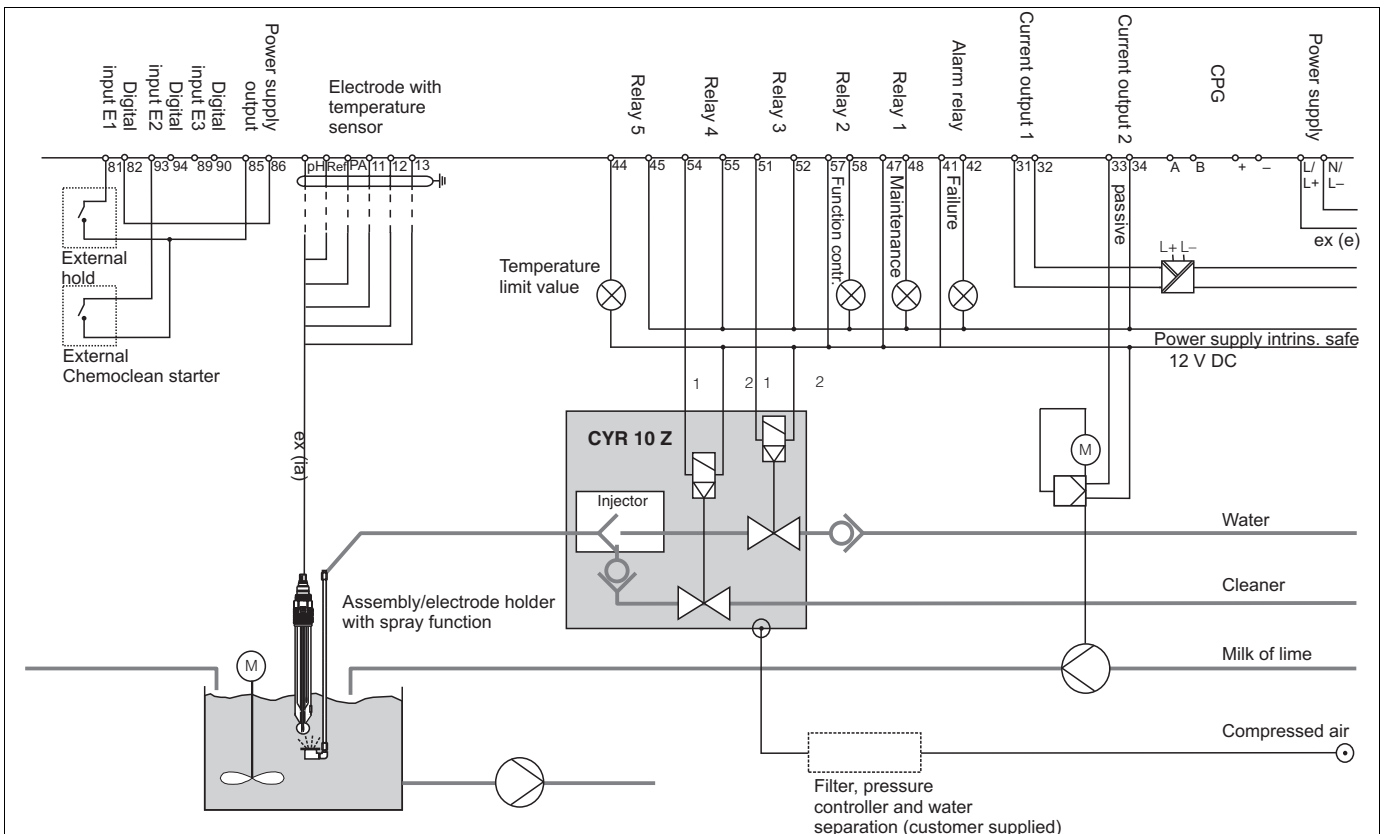 Digital
input E1
Digital
input E2
Digital
input E3
Power supply
output
Electrode with
temperature
sensor
Relay 5
Relay 4
Relay 3
Relay 2
Relay 1
Alarm relay
Current output 1
Current output 2
CPG
Power supply
81 82 93 94 89 90 85 86
pH Ref PA 11 12 13
44 45 54 55 51 52 57 58 47 48 41 42
31 32 33 34 A B + –
L/
L+
N/
L–
Function contr.
Maintenance
Failure
passive
ex (e)
L+ L–
External
hold
External
Chemoclean starter
Temperature
limit value
Power supply intrins. safe
12 V DC
1 2 1 2
ex (ia)
CYR 10 Z
M
Injector
Water
Cleaner
Assembly/electrode holder
with spray function
Milk of lime
M
Compressed air
Filter, pressure
controller and water
separation (customer supplied)